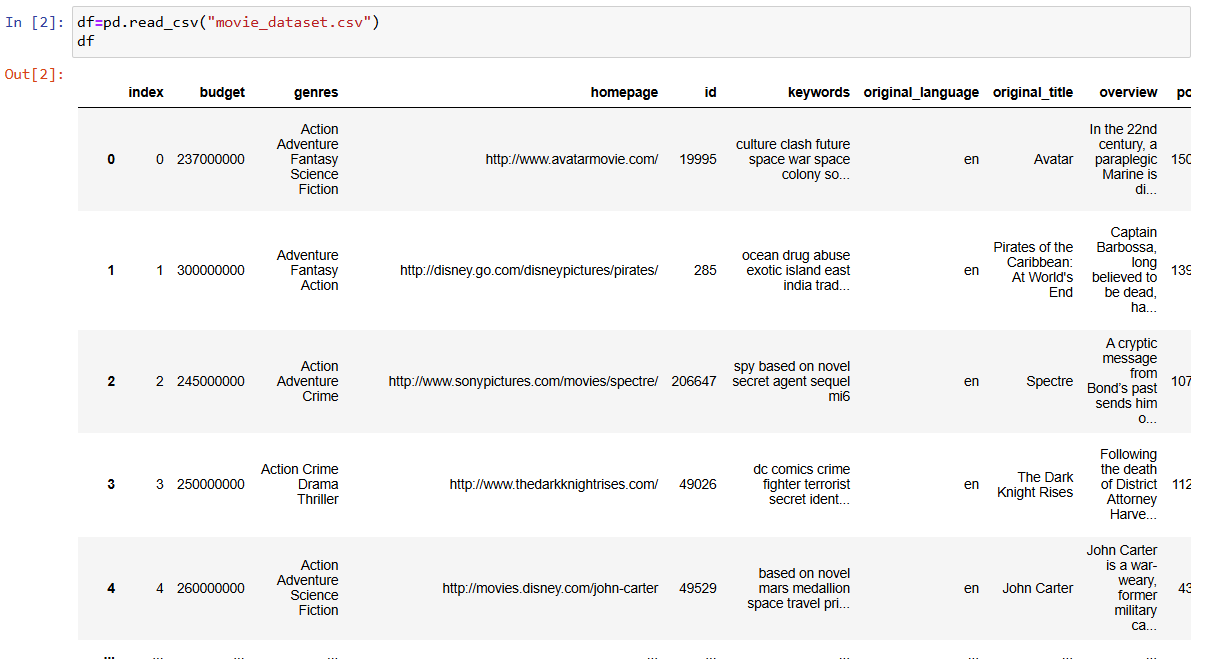 In [2]: df=pd.read_csv("movie_dataset.csv")
df
Out[2]:
index budget genres homepage id keywords original_language original_title overview po
0 0 237000000 Action Adventure Fantasy Science Fiction http://www.avatarmovie.com/ 19995 culture clash future space war space colony so... en Avatar In the 22nd century, a paraplegic Marine is di... 150
1 1 300000000 Adventure Fantasy Action http://disney.go.com/disneypictures/pirates/ 285 ocean drug abuse exotic island east india trad... en Pirates of the Caribbean: At World's End Captain Barbossa, long believed to be dead, ha... 139
2 2 245000000 Action Adventure Crime http://www.sonypictures.com/movies/spectre/ 206647 spy based on novel secret agent sequel mi6 en Spectre A cryptic message from Bond's past sends him o... 107
3 3 250000000 Action Crime Drama Thriller http://www.thedarkknightrises.com/ 49026 dc comics crime fighter terrorist secret ident... en The Dark Knight Rises Following the death of District Attorney Harve... 112
4 4 260000000 Action Adventure Science Fiction http://movies.disney.com/john-carter 49529 based on novel mars medallion space travel pri... en John Carter John Carter is a war-weary, former military ca... 43
... ... ... ... ... ... ... ... ... ...